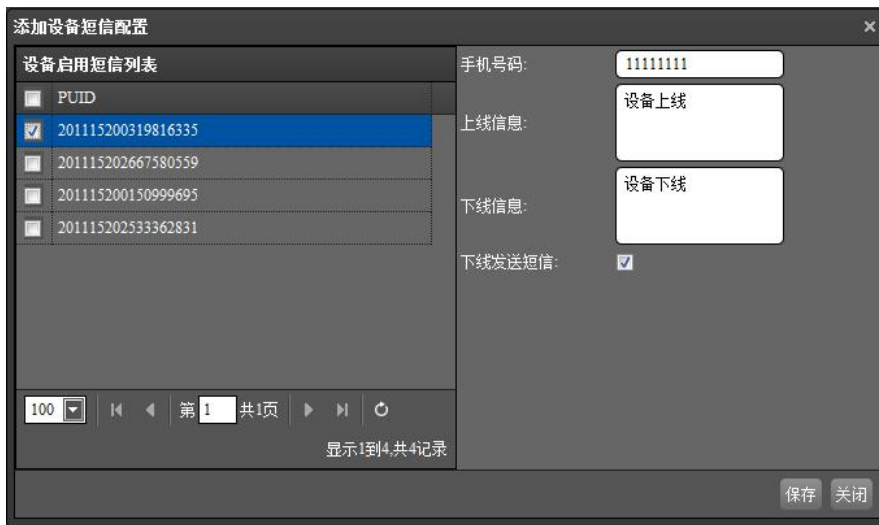 添加设备短信配置
设备启用短信列表
PUID
201115200319816335
201115202667580559
201115200150999695
201115202533362831
100 第 1 共1页
显示1到4,共4记录
手机号码: 11111111
上线信息: 设备上线
下线信息: 设备下线
下线发送短信:
保存 关闭